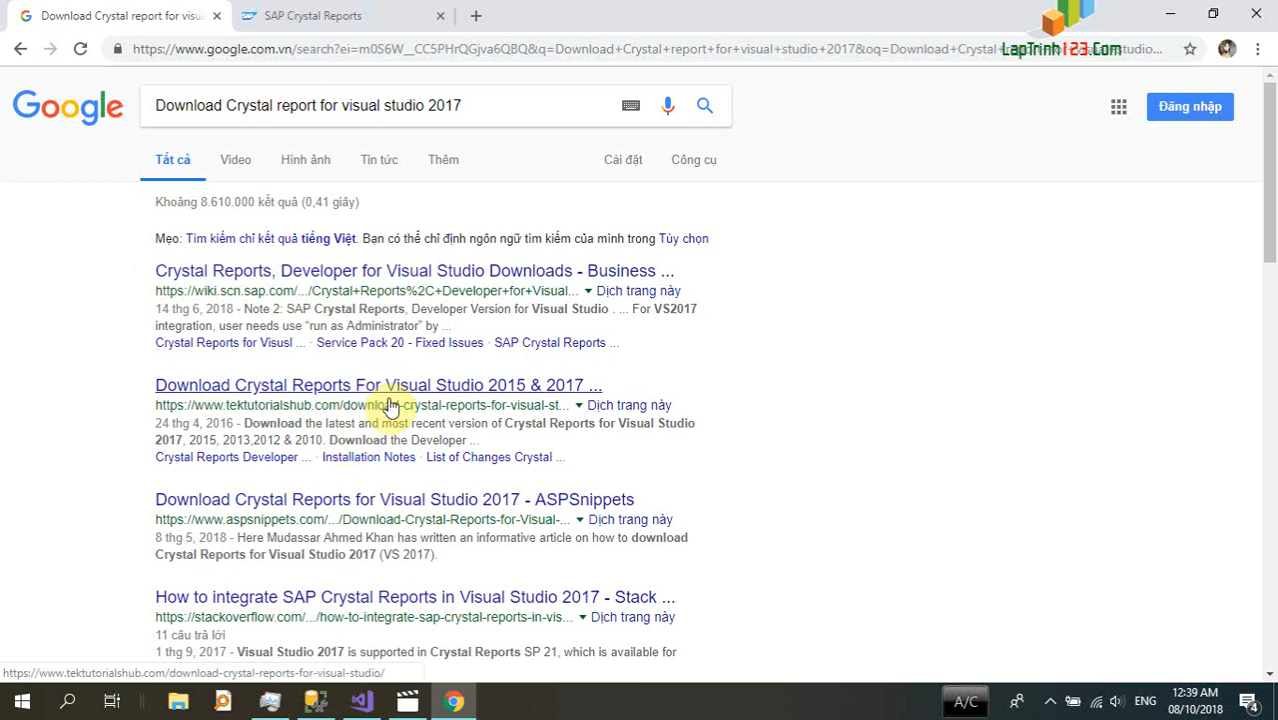 Download Crystal report for visua
SAP Crystal Reports
https://www.google.com.vn/search?ei=m0S6W__CC5PHrQGjva6QBQ&q=Download+Crystal+report+for+visual+studio+2017&oq=Download+Crystal+report+for+visual+studio...
LapTrinh123.Com
Google
Download Crystal report for visual studio 2017
Đăng nhập
Tất cả Video Hình ảnh Tin tức Thêm Cài đặt Công cụ
Khoảng 8.610.000 kết quả (0,41 giây)
Mẹo: Tìm kiếm chỉ kết quả tiếng Việt. Bạn có thể chỉ định ngôn ngữ tìm kiếm của mình trong Tùy chọn
Crystal Reports, Developer for Visual Studio Downloads - Business ...
https://wiki.scn.sap.com/.../Crystal+Reports%2C+Developer+for+Visual... Dịch trang này
14 thg 6, 2018 - Note 2: SAP Crystal Reports, Developer Version for Visual Studio . ... For VS2017
integration, user needs use “run as Administrator” by ...
Crystal Reports for Visusl ... · Service Pack 20 - Fixed Issues · SAP Crystal Reports ...
Download Crystal Reports For Visual Studio 2015 & 2017 ...
https://www.tektutorialshub.com/download-crystal-reports-for-visual-st... Dịch trang này
24 thg 4, 2016 - Download the latest and most recent version of Crystal Reports for Visual Studio
2017, 2015, 2013,2012 & 2010. Download the Developer ...
Crystal Reports Developer ... · Installation Notes · List of Changes Crystal ...
Download Crystal Reports for Visual Studio 2017 - ASPSnippets
https://www.aspsnippets.com/.../Download-Crystal-Reports-for-Visual-... Dịch trang này
8 thg 5, 2018 - Here Mudassar Ahmed Khan has written an informative article on how to download
Crystal Reports for Visual Studio 2017 (VS 2017).
How to integrate SAP Crystal Reports in Visual Studio 2017 - Stack ...
https://stackoverflow.com/.../how-to-integrate-sap-crystal-reports-in-vis... Dịch trang này
11 câu trả lời
1 thg 9, 2017 - Visual Studio 2017 is supported in Crystal Reports SP 21, which is available for
https://www.tektutorialshub.com/download-crystal-reports-for-visual-studio/
A/C
ENG
12:39 AM
08/10/2018
4